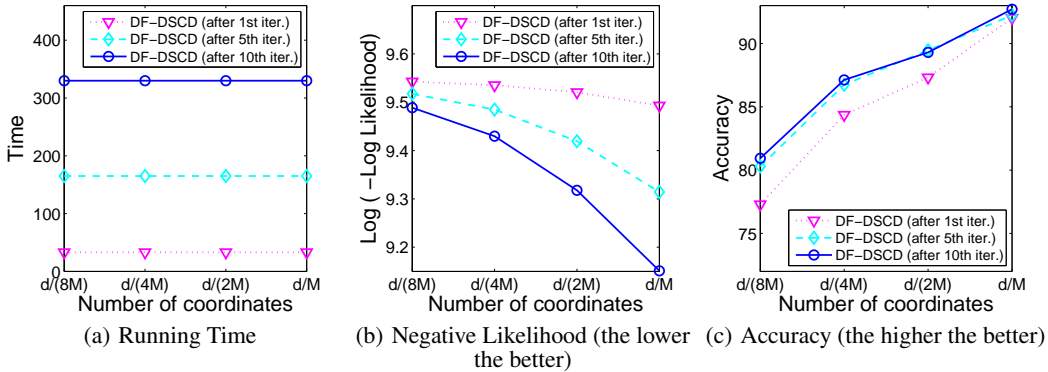 DF−DSCD (after 1st iter.)
DF−DSCD (after 5th iter.)
DF−DSCD (after 10th iter.)
400
300
200
100
0
Time
d/(8M) d/(4M) d/(2M) d/M
Number of coordinates
(a) Running Time
DF−DSCD (after 1st iter.)
DF−DSCD (after 5th iter.)
DF−DSCD (after 10th iter.)
9.6
9.5
9.4
9.3
9.2
Log ( −Log Likelihood)
d/(8M) d/(4M) d/(2M) d/M
Number of coordinates
(b) Negative Likelihood (the lower
the better)
90
85
80
75
Accuracy
DF−DSCD (after 1st iter.)
DF−DSCD (after 5th iter.)
DF−DSCD (after 10th iter.)
d/(8M) d/(4M) d/(2M) d/M
Number of coordinates
(c) Accuracy (the higher the better)